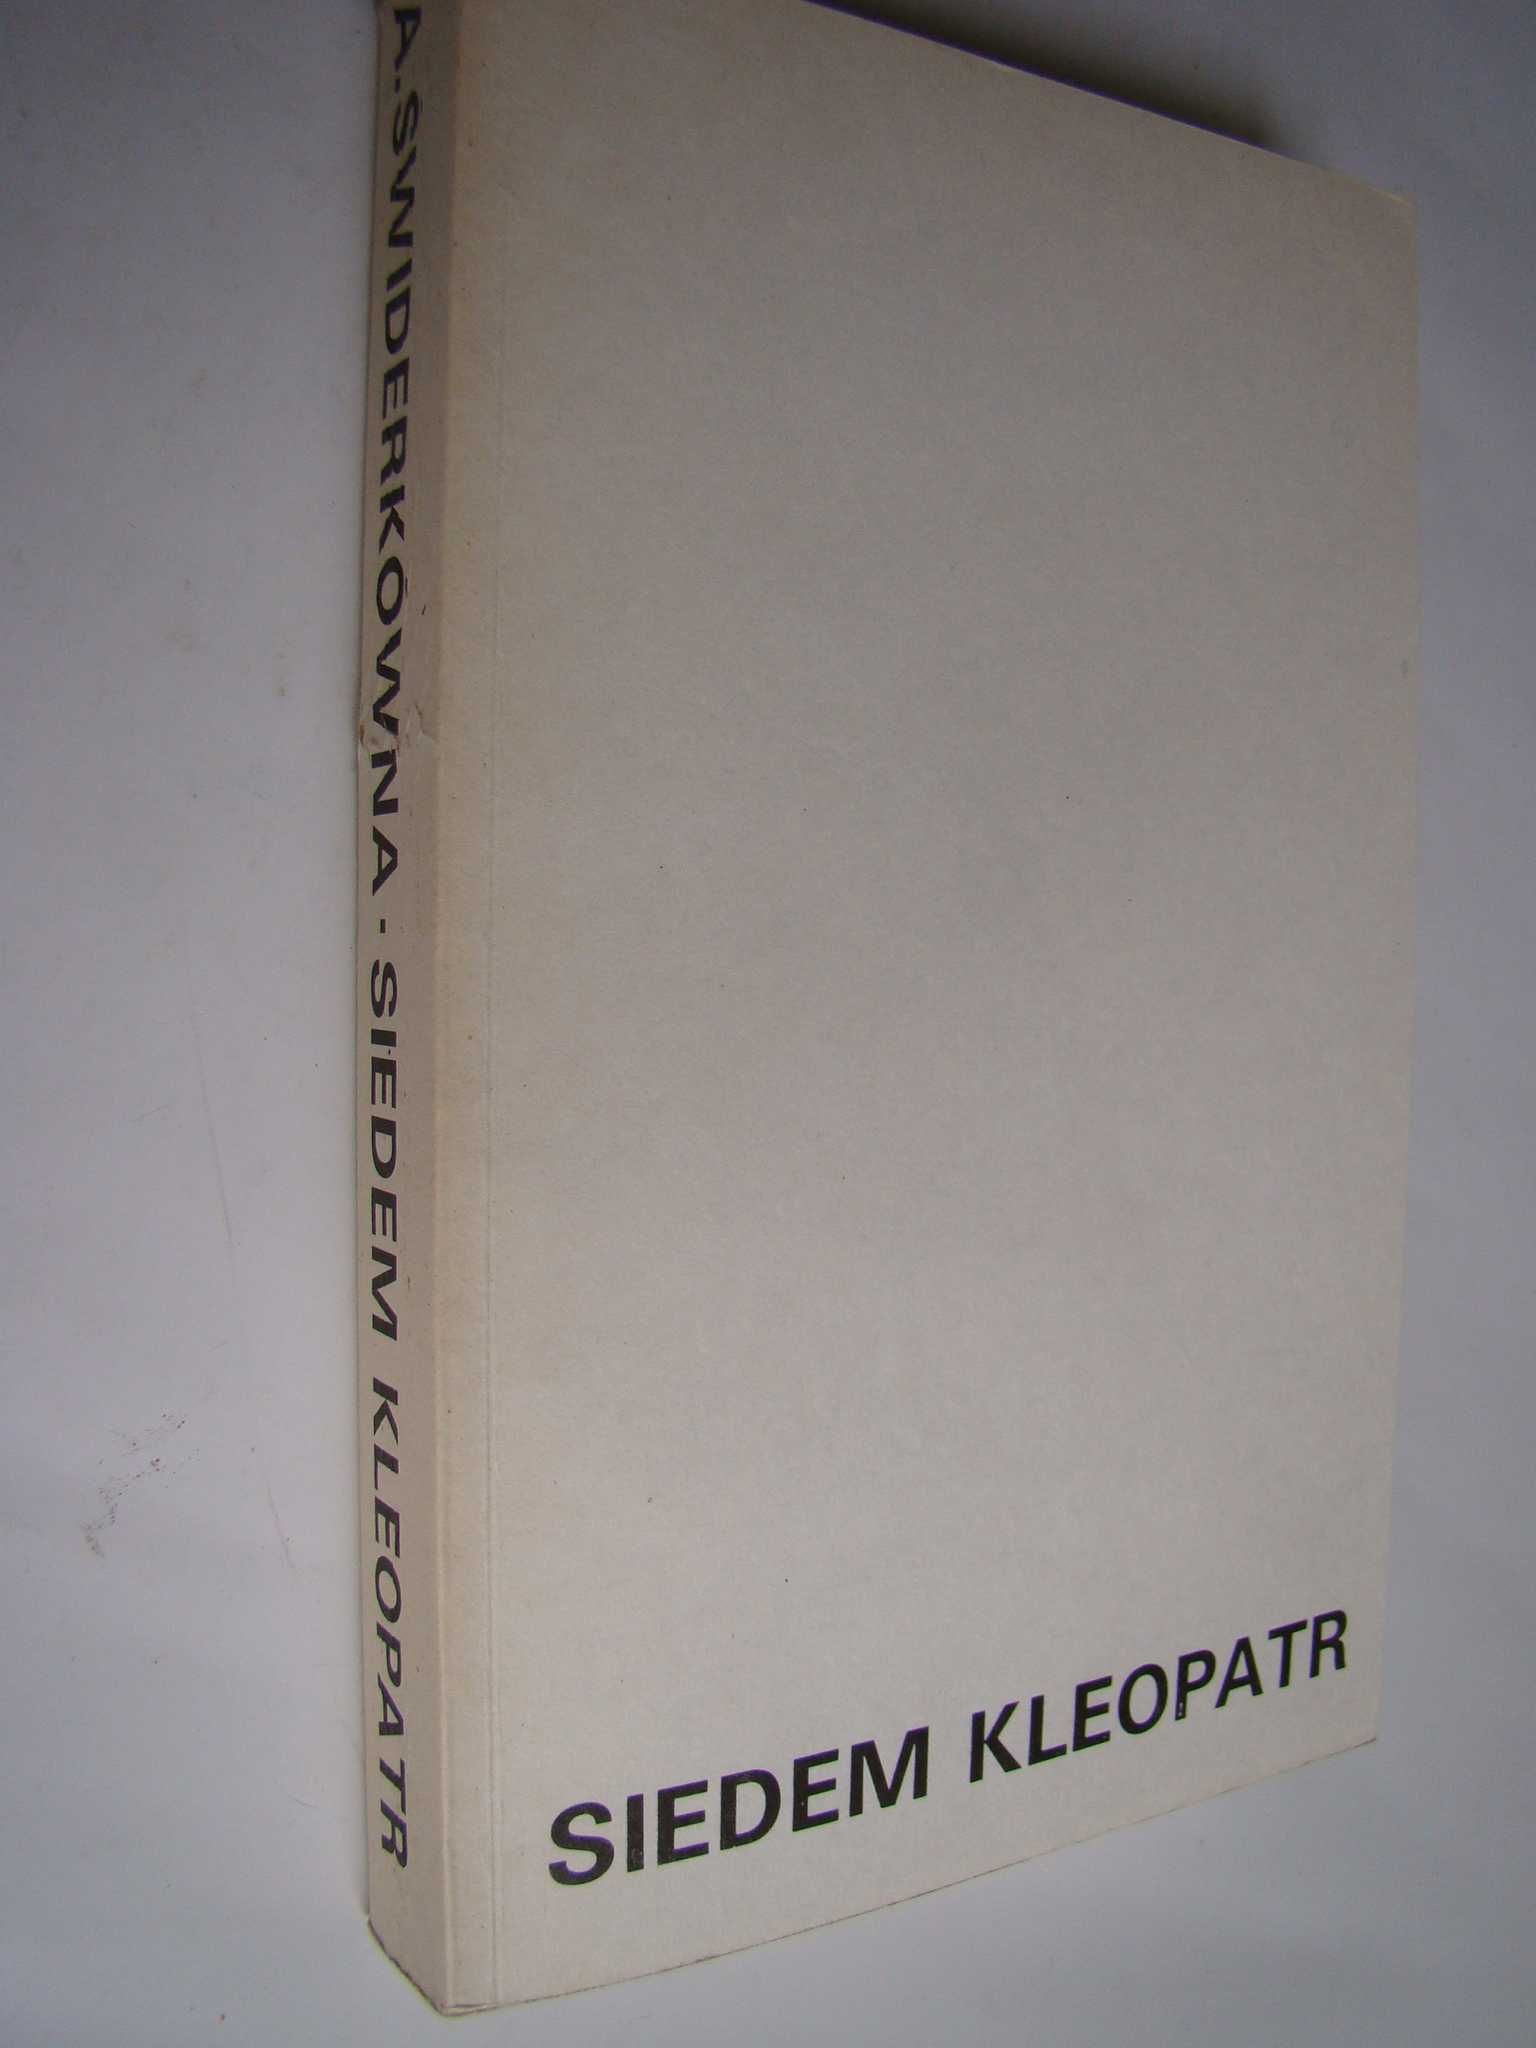 A. ŚWIDERKÓWNA - SIEDEM KLEOPATR
SIEDEM KLEOPATR